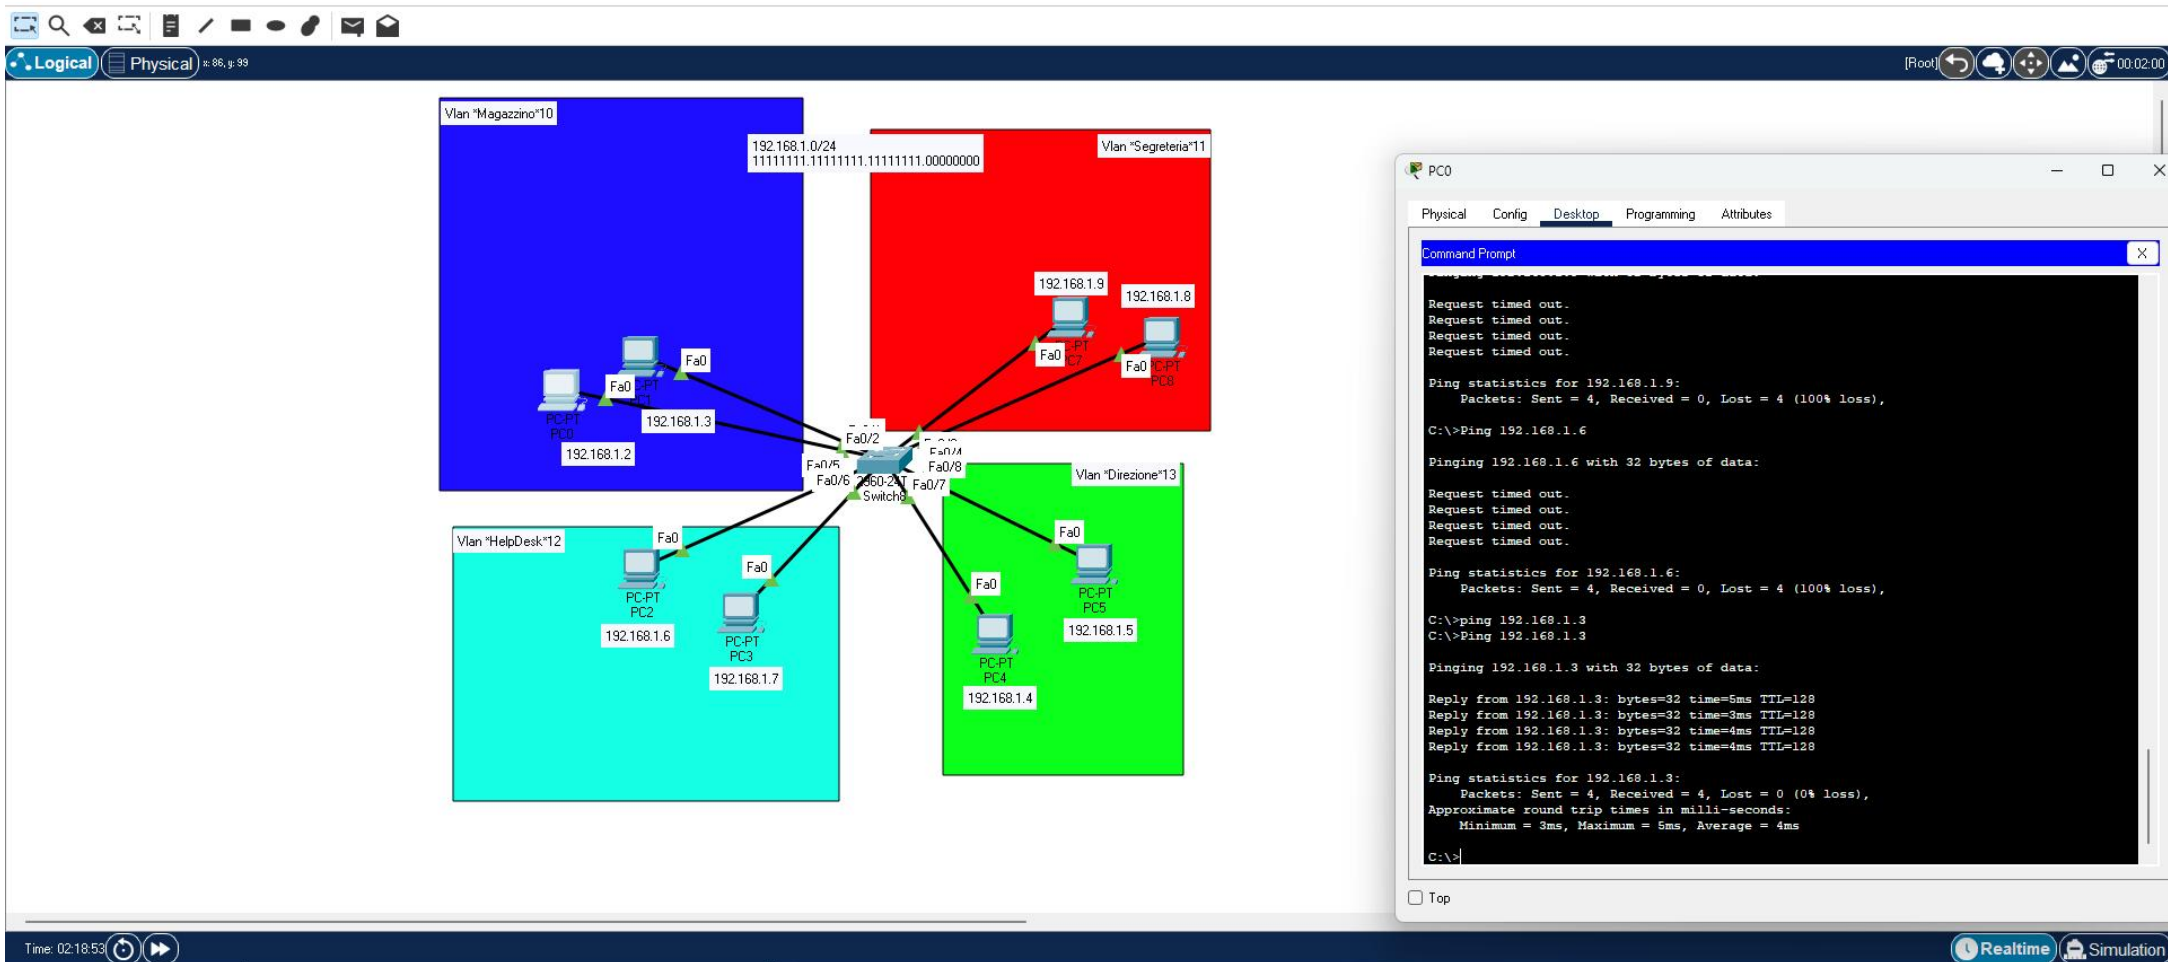 Logical
Physical
x: 86, y: 99
[Root]
00:02:00
Vlan "Magazzino"10
192.168.1.0/24
11111111.11111111.11111111.00000000
Vlan "Segreteria"11
192.168.1.9
192.168.1.8
Fa0
PC7
Fa0
PC-PT
PC8
Fa0
Fa0
PC1
192.168.1.3
PC-PT
PC0
192.168.1.2
Fa0/2
Fa0/4
Fa0/5
Fa0/8
Fa0/6
2960-24T
Fa0/7
Switch8
Vlan "Direzione"13
Vlan "HelpDesk"12
Fa0
PC-PT
PC2
192.168.1.6
Fa0
PC-PT
PC3
192.168.1.7
Fa0
PC-PT
PC5
192.168.1.5
Fa0
PC-PT
PC4
192.168.1.4
PC0
Physical Config Desktop Programming Attributes
Command Prompt
X
Request timed out.
Request timed out.
Request timed out.
Request timed out.
Ping statistics for 192.168.1.9:
Packets: Sent = 4, Received = 0, Lost = 4 (100% loss),
C:\>Ping 192.168.1.6
Pinging 192.168.1.6 with 32 bytes of data:
Request timed out.
Request timed out.
Request timed out.
Request timed out.
Ping statistics for 192.168.1.6:
Packets: Sent = 4, Received = 0, Lost = 4 (100% loss),
C:\>ping 192.168.1.3
C:\>Ping 192.168.1.3
Pinging 192.168.1.3 with 32 bytes of data:
Reply from 192.168.1.3: bytes=32 time=5ms TTL=128
Reply from 192.168.1.3: bytes=32 time=3ms TTL=128
Reply from 192.168.1.3: bytes=32 time=4ms TTL=128
Reply from 192.168.1.3: bytes=32 time=4ms TTL=128
Ping statistics for 192.168.1.3:
Packets: Sent = 4, Received = 4, Lost = 0 (0% loss),
Approximate round trip times in milli-seconds:
Minimum = 3ms, Maximum = 5ms, Average = 4ms
C:\>
Top
Time: 02:18:53
Realtime
Simulation